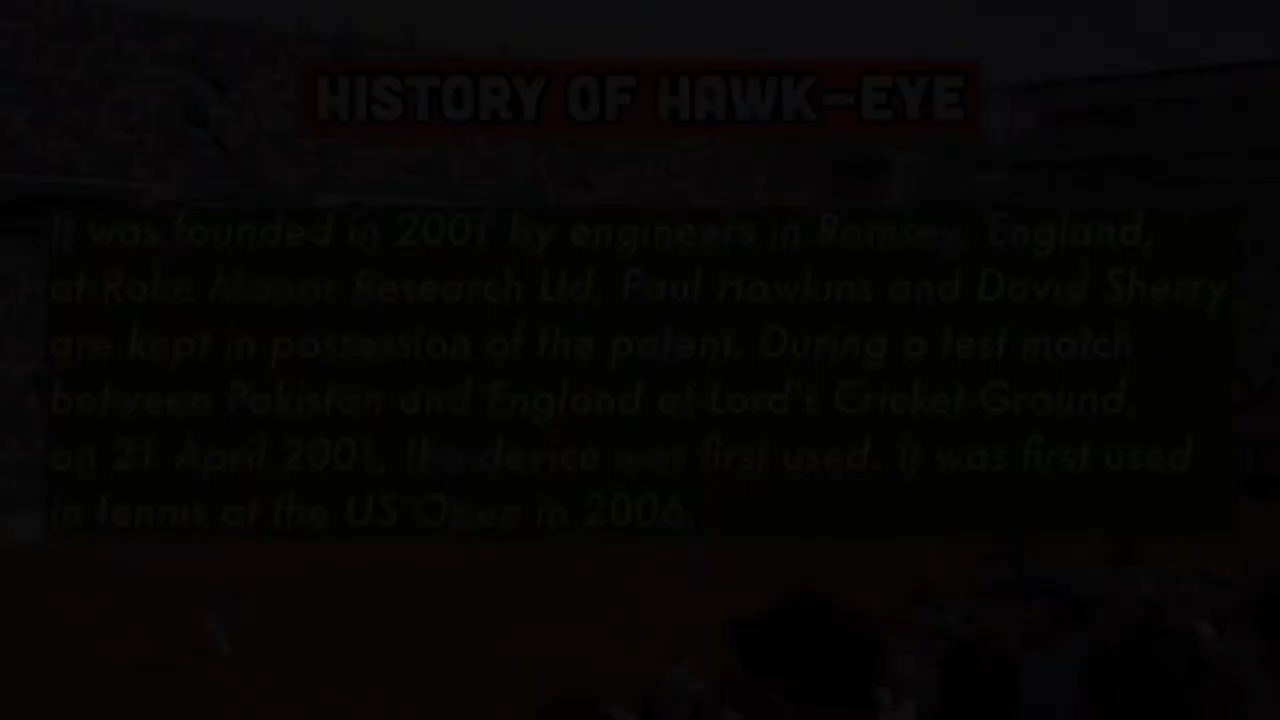 HISTORY OF HAWK-EYE
It was founded in 2001 by engineers in Ramsey, England,
at Roke Manor Research Ltd. Paul Hawkins and David Sherry
are kept in possession of the patent. During a test match
between Pakistan and England at Lord's Cricket Ground,
on 21 April 2001, the device was first used. It was first used
in tennis at the US Open in 2006.